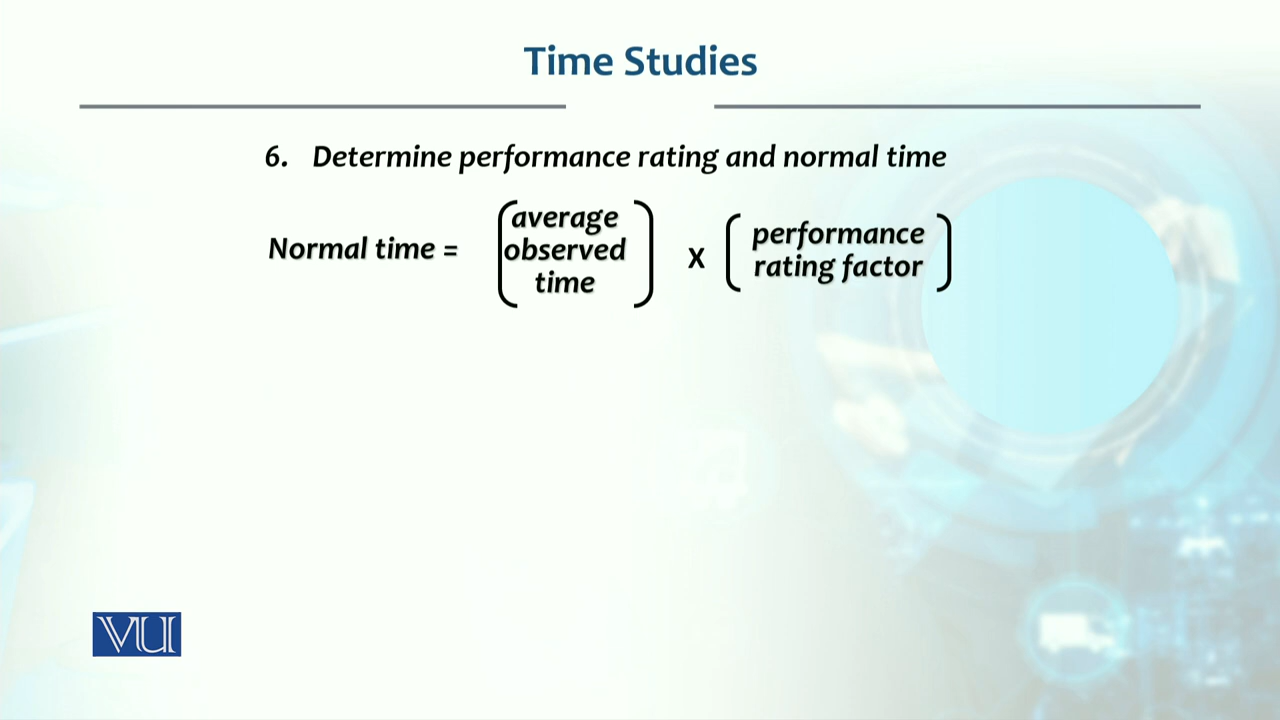 Time Studies
6. Determine performance rating and normal time
Normal time = (average observed time) x (performance rating factor)
VU